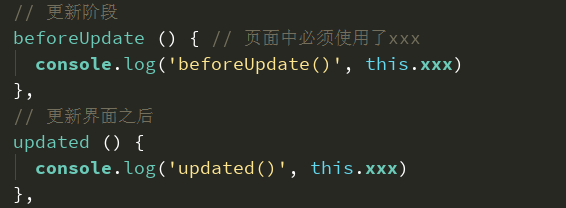 // 更新阶段
beforeUpdate () { // 页面中必须使用了xxx
  console.log('beforeUpdate()', this.xxx)
},
// 更新界面之后
updated () {
  console.log('updated()', this.xxx)
},